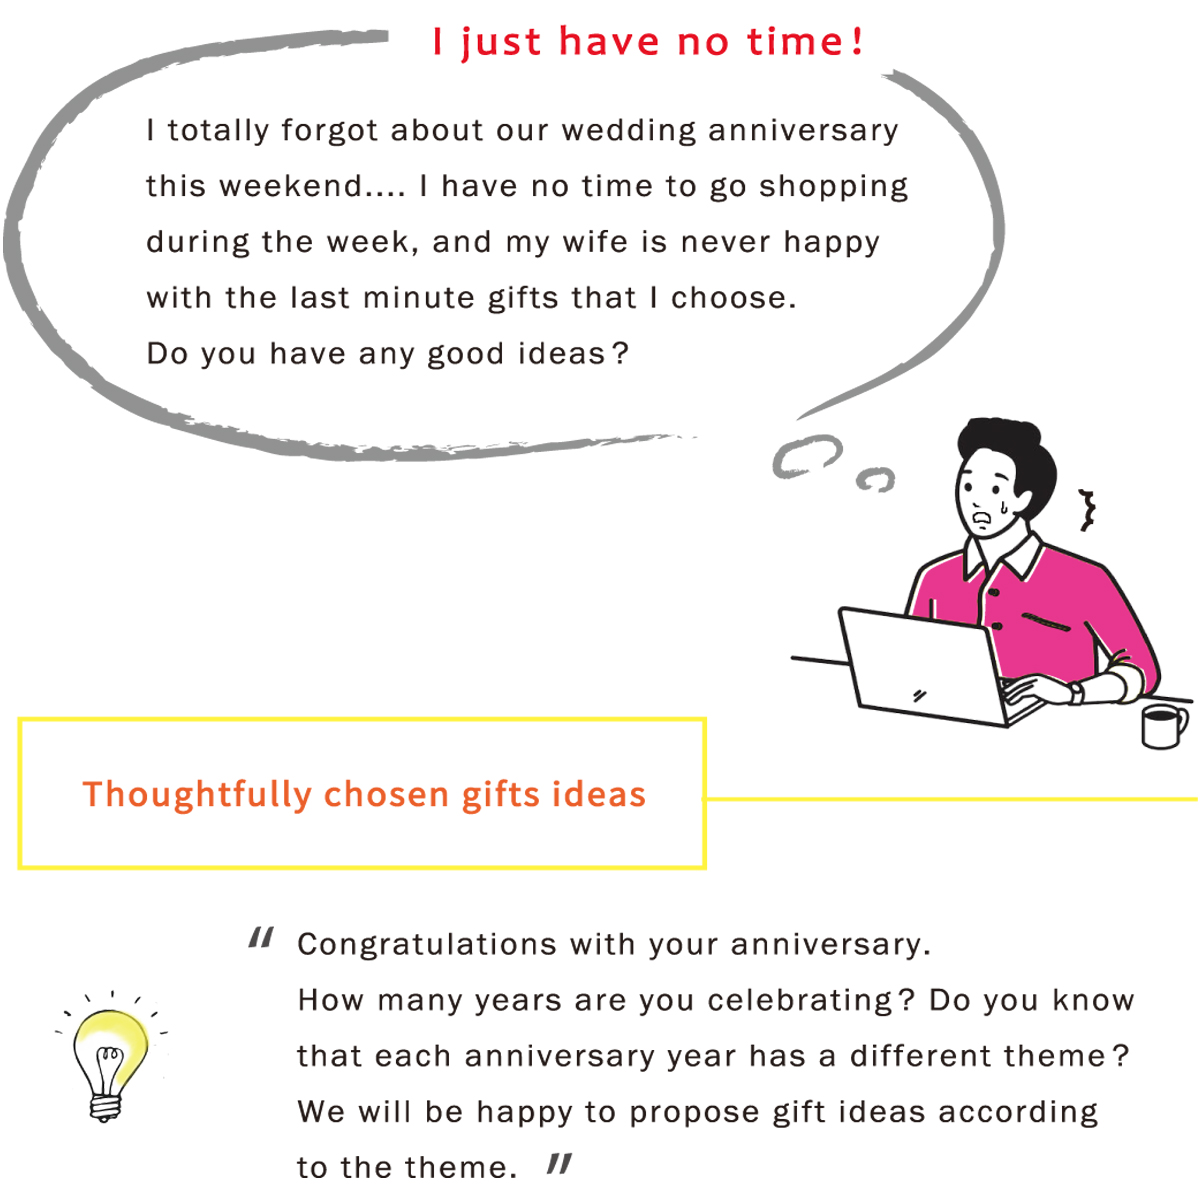 I just have no time!
I totally forgot about our wedding anniversary
this weekend.... I have no time to go shopping
during the week, and my wife is never happy
with the last minute gifts that I choose.
Do you have any good ideas?
Thoughtfully chosen gifts ideas
" Congratulations with your anniversary.
How many years are you celebrating? Do you know
that each anniversary year has a different theme?
We will be happy to propose gift ideas according
to the theme. "